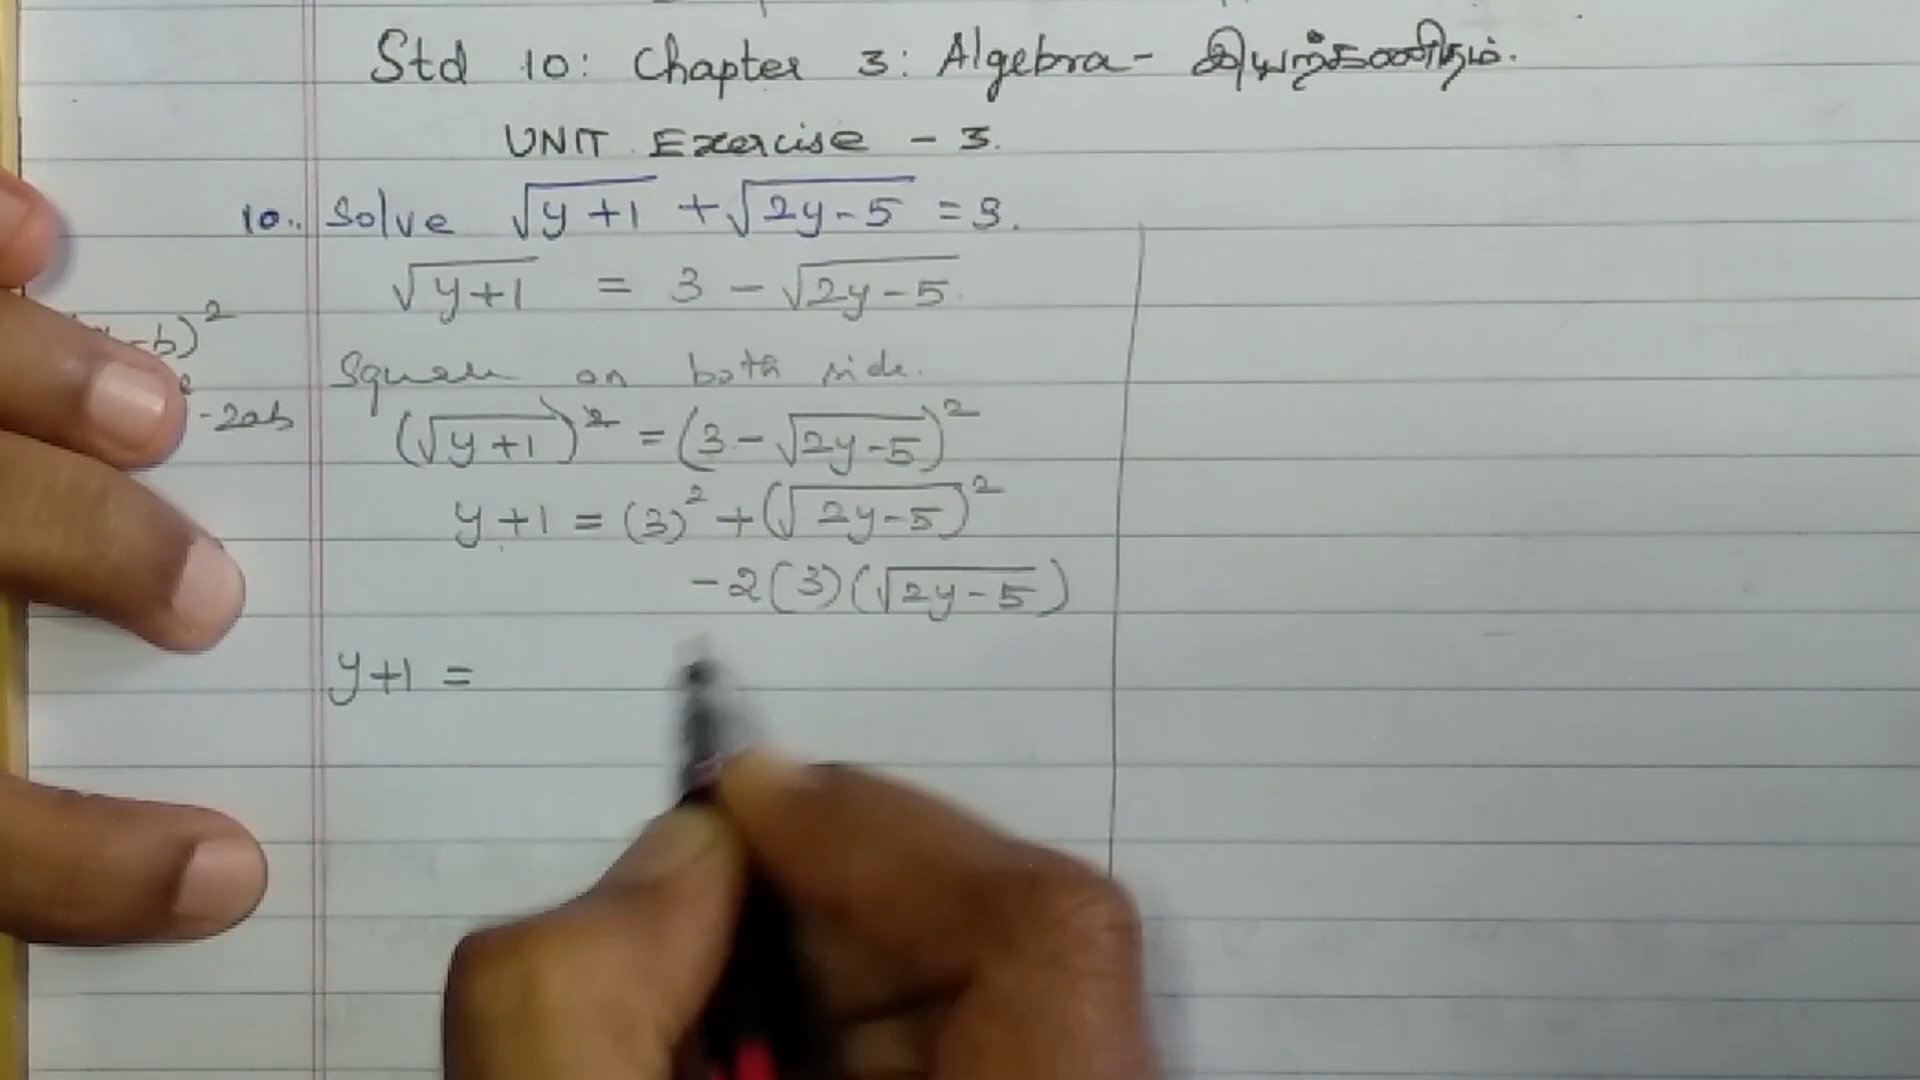 Std 10: Chapter 3: Algebra - இயற்கணிதம்.
UNIT Exercise - 3.
10. Solve √(y+1) + √(2y-5) = 3.
√(y+1) = 3 - √(2y-5)
-b)²
Square on both side.
-2ab
(√(y+1))² = (3-√(2y-5))²
y+1 = (3)² + (√(2y-5))²
-2(3)(√(2y-5))
y+1 =